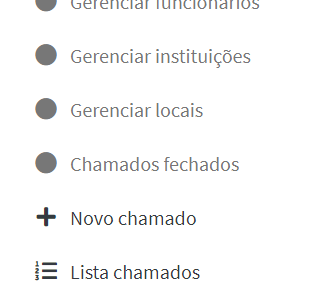 Gerenciar funcionários
Gerenciar instituições
Gerenciar locais
Chamados fechados
Novo chamado
Lista chamados